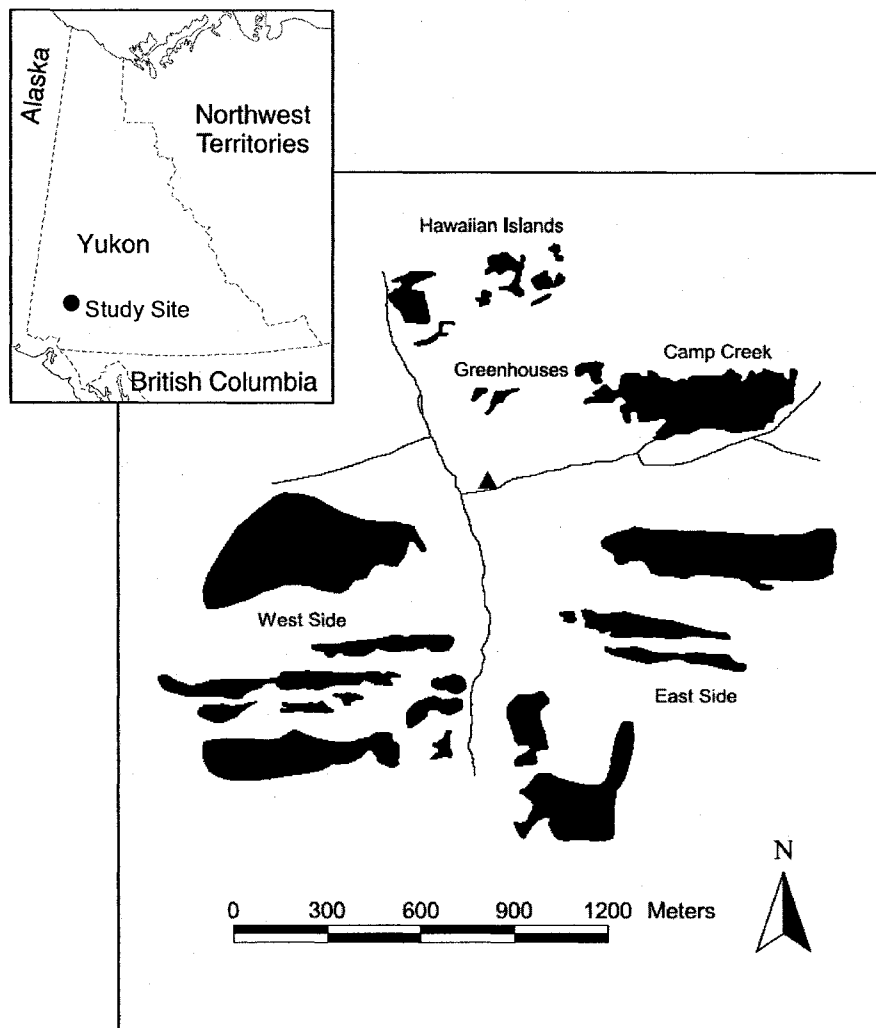 Alaska
Northwest
Territories
Yukon
Study Site
British Columbia
Hawaiian Islands
Greenhouses
Camp Creek
West Side
East Side
N
0 300 600 900 1200 Meters